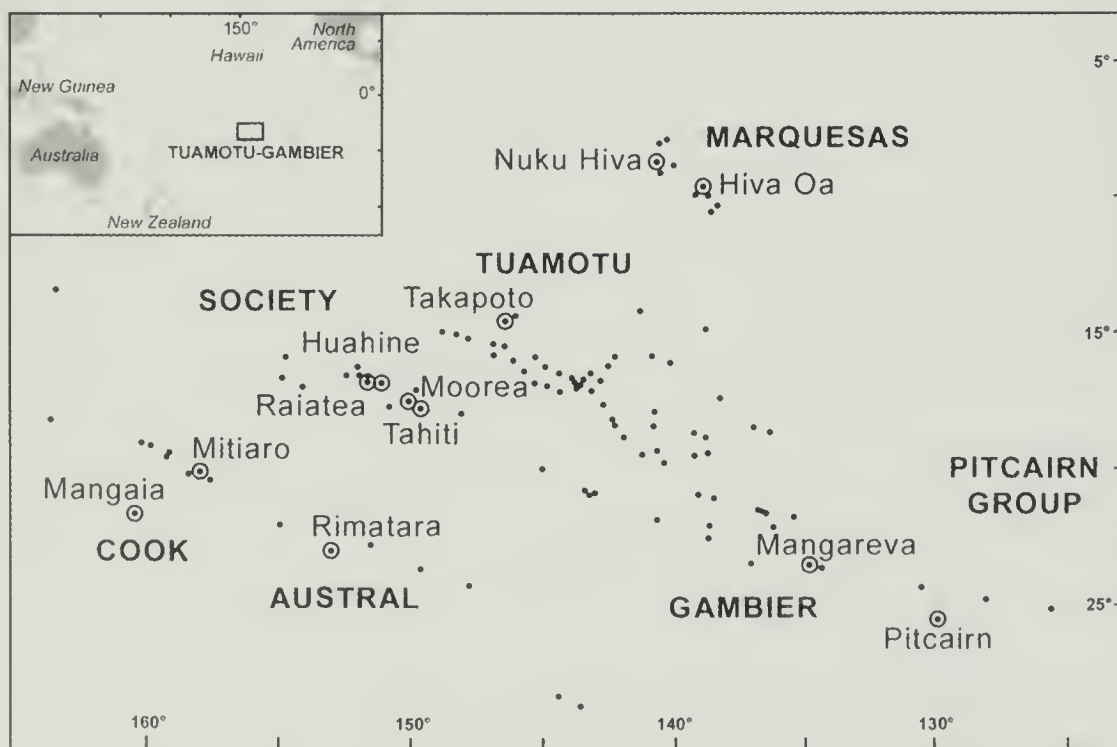 150°
North
America
Hawaii
New Guinea
0°
Australia
TUAMOTU-GAMBIER
New Zealand
5°
MARQUESAS
Nuku Hiva
Hiva Oa
TUAMOTU
SOCIETY
Takapoto
15°
Huahine
Moorea
Raiatea
Tahiti
Mitiaro
PITCAIRN
GROUP
Mangaia
Rimatara
Mangareva
COOK
AUSTRAL
GAMBIER
25°
Pitcairn
160°
150°
140°
130°